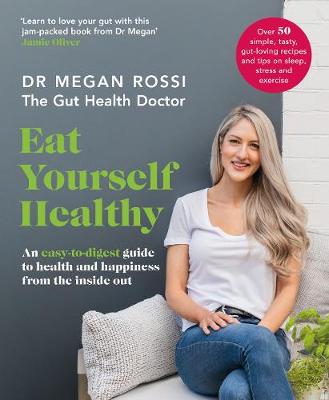 ‘Learn to love your gut with this
jam-packed book from Dr Megan’
Jamie Oliver
Over 50
simple, tasty,
gut-loving recipes
and tips on sleep,
stress and
exercise
DR MEGAN ROSSI
The Gut Health Doctor
Eat
Yourself
Healthy
An easy-to-digest guide
to health and happiness
from the inside out